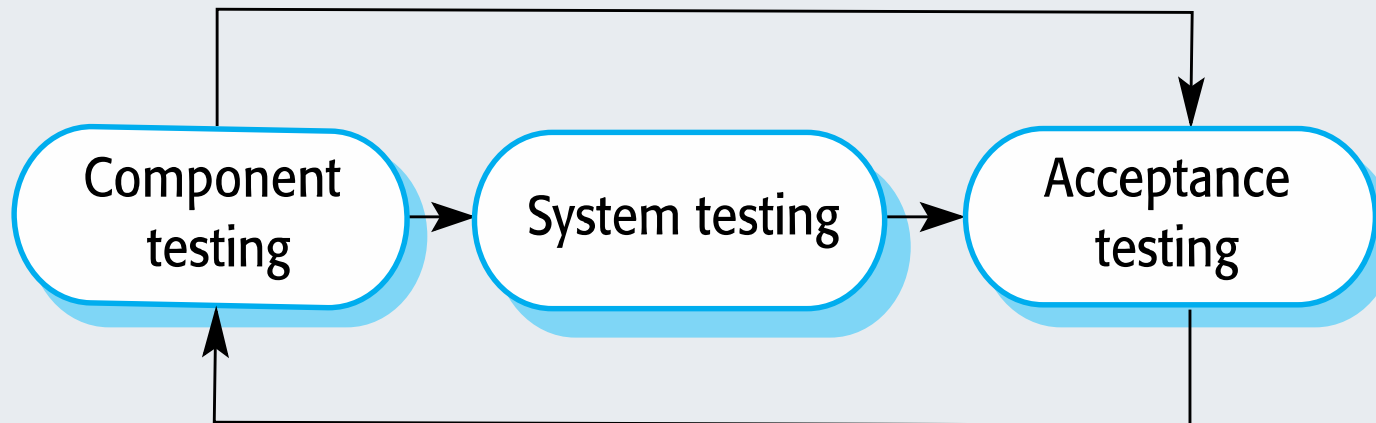 Component
testing
System testing
Acceptance
testing